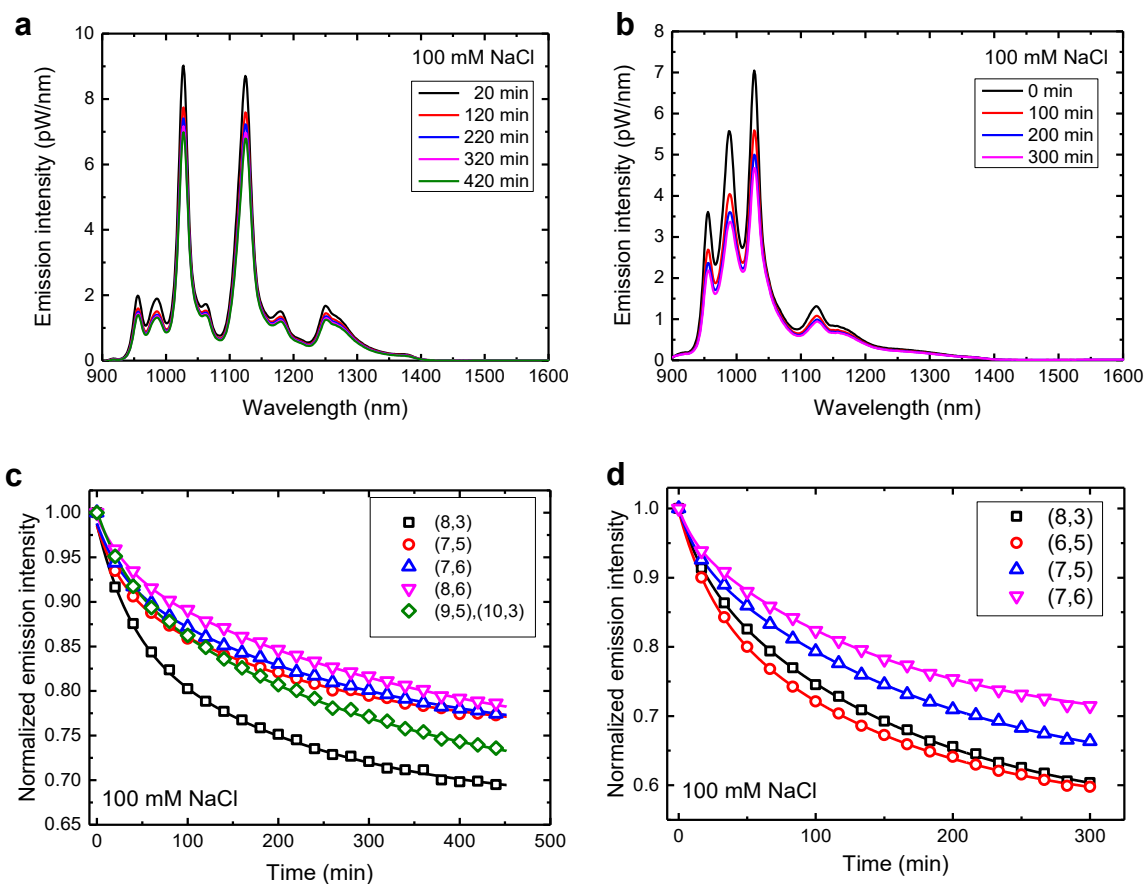 a
100 mM NaCl
20 min
120 min
220 min
320 min
420 min
Emission intensity (pW/nm)
10
8
6
4
2
0
900 1000 1100 1200 1300 1400 1500 1600
Wavelength (nm)
b
100 mM NaCl
0 min
100 min
200 min
300 min
Emission intensity (pW/nm)
8
7
6
5
4
3
2
1
0
900 1000 1100 1200 1300 1400 1500 1600
Wavelength (nm)
c
(8,3)
(7,5)
(7,6)
(8,6)
(9,5),(10,3)
Normalized emission intensity
1.00
0.95
0.90
0.85
0.80
0.75
0.70
0.65
100 mM NaCl
0 100 200 300 400 500
Time (min)
d
(8,3)
(6,5)
(7,5)
(7,6)
Normalized emission intensity
1.0
0.9
0.8
0.7
0.6
100 mM NaCl
0 100 200 300
Time (min)